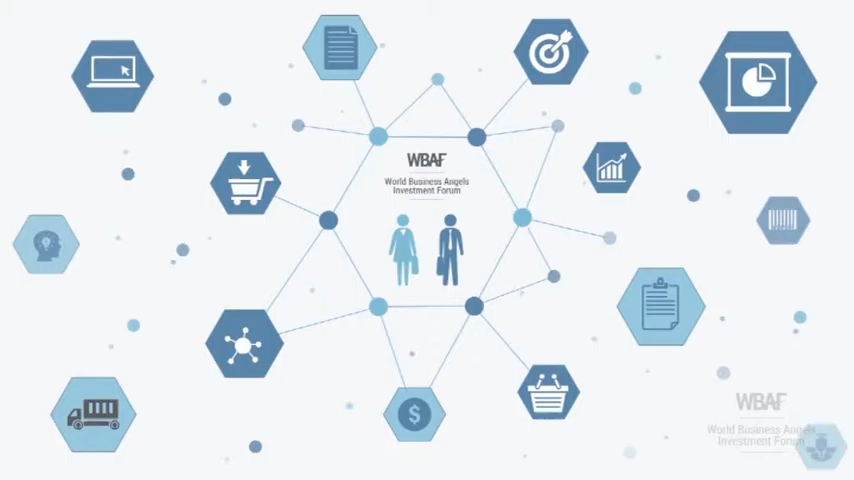 WBAF
World Business Angels
Investment Forum
$
WBAF
World Business Angels
Investment Forum